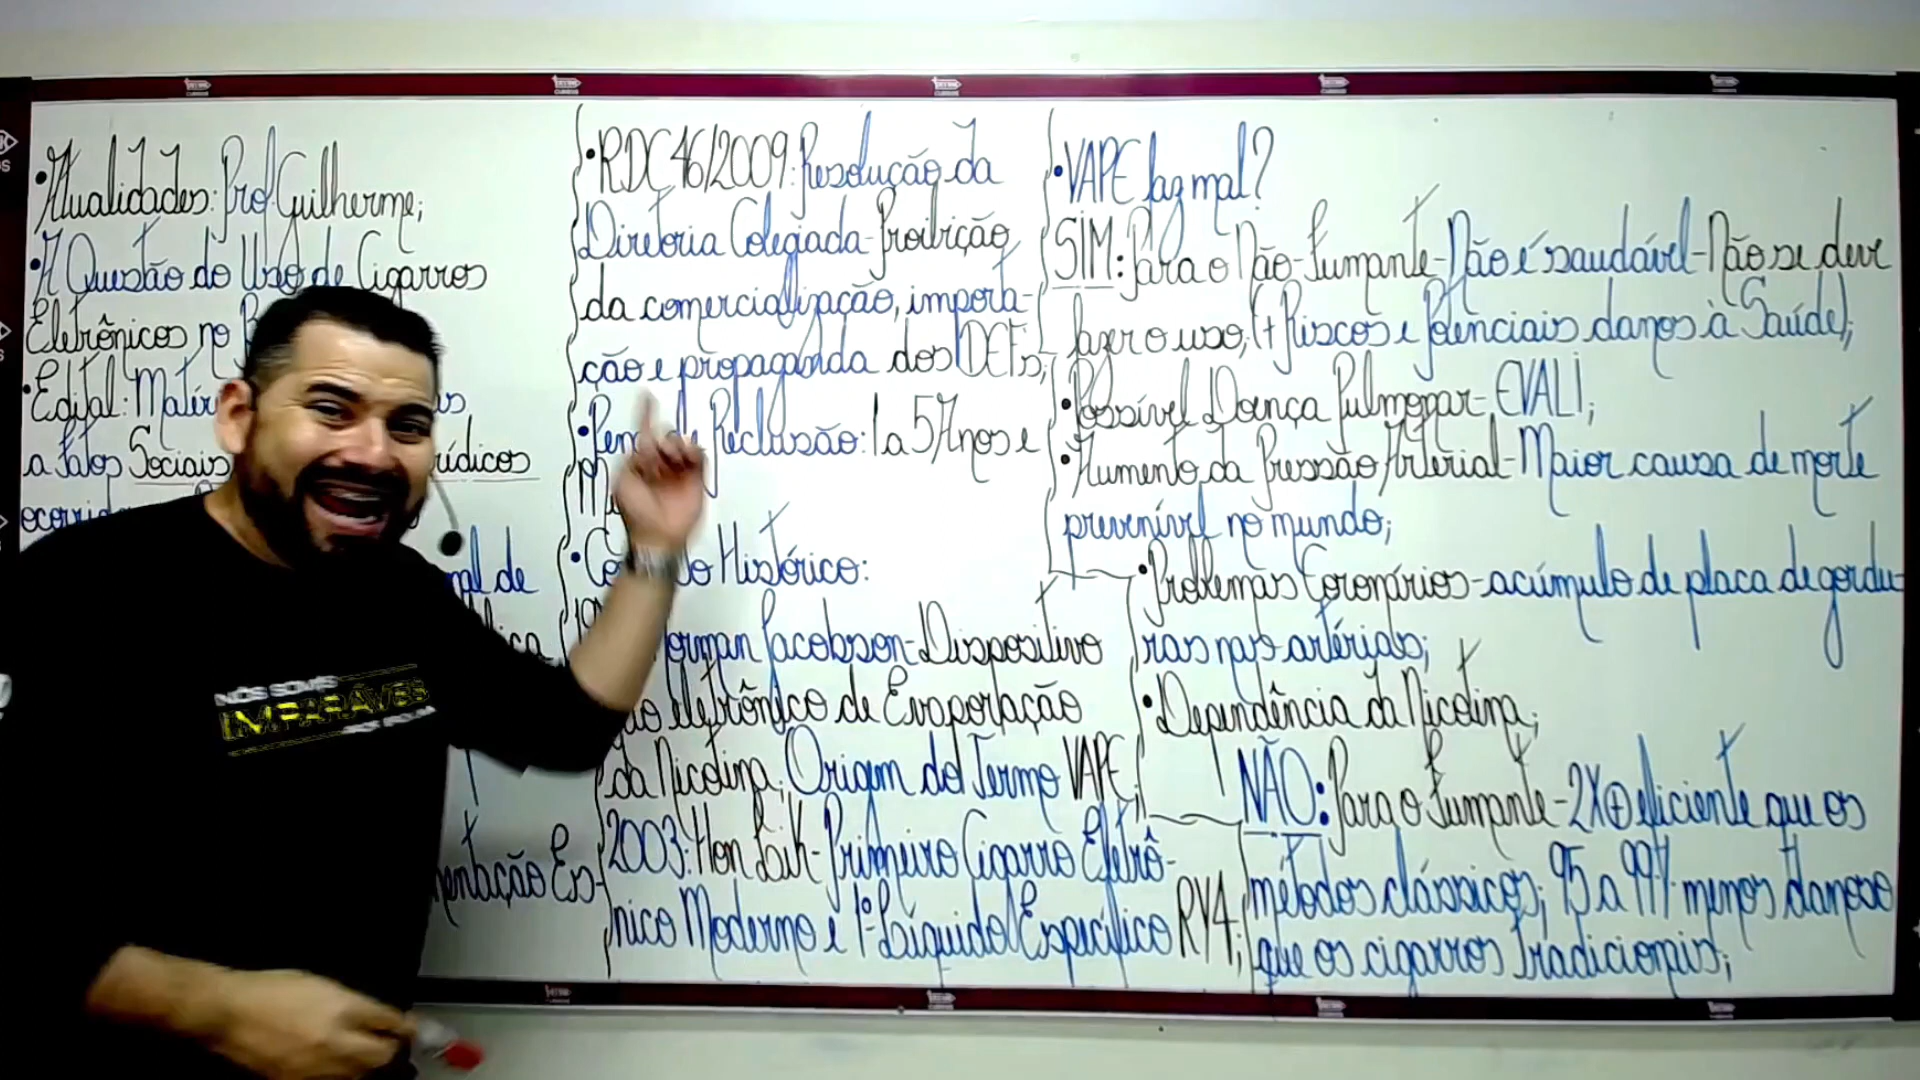 •Atualidades: Prof. Guilherme;
•A Questão do Uso de Cigarros
Eletrônicos no
•Edital:
a fatos Sociais rídicos
de
mentação Es-
•RDC 46/2009: Resolução da
Diretoria Colegiada - Proibição
da comercialização, importa-
ção e propaganda dos DEFs;
• de Reclusão: 1 a 5 Anos e
• Histórico:
Jacobson - Dispositivo
eletrônico de Evaporação
da Nicotina; Origem do Termo VAPE;
2003: Hon Lik - Primeiro Cigarro Eletrô-
nico Moderno e 1º Líquido Específico RY4;
•VAPE faz mal?
SIM: Para o Não-Fumante - Não é saudável - Não se deve
fazer o uso, (+ Riscos e Potenciais danos à Saúde);
•Possível Doença Pulmonar - EVALI;
•Aumento da Pressão Arterial - Maior causa de morte
prevenível no mundo;
•Problemas Coronários - acúmulo de placa de gordu-
ras nas artérias;
•Dependência da Nicotina;
NÃO: Para o Fumante - 2X + eficiente que os
métodos clássicos; 95 a 99% menos danoso
que os cigarros tradicionais;
NÓS SOMOS
IMPARÁVEIS